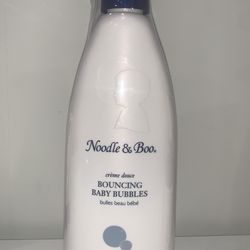 Noodle & Boo®
crème douce
BOUNCING
BABY BUBBLES
bulles beau bébé